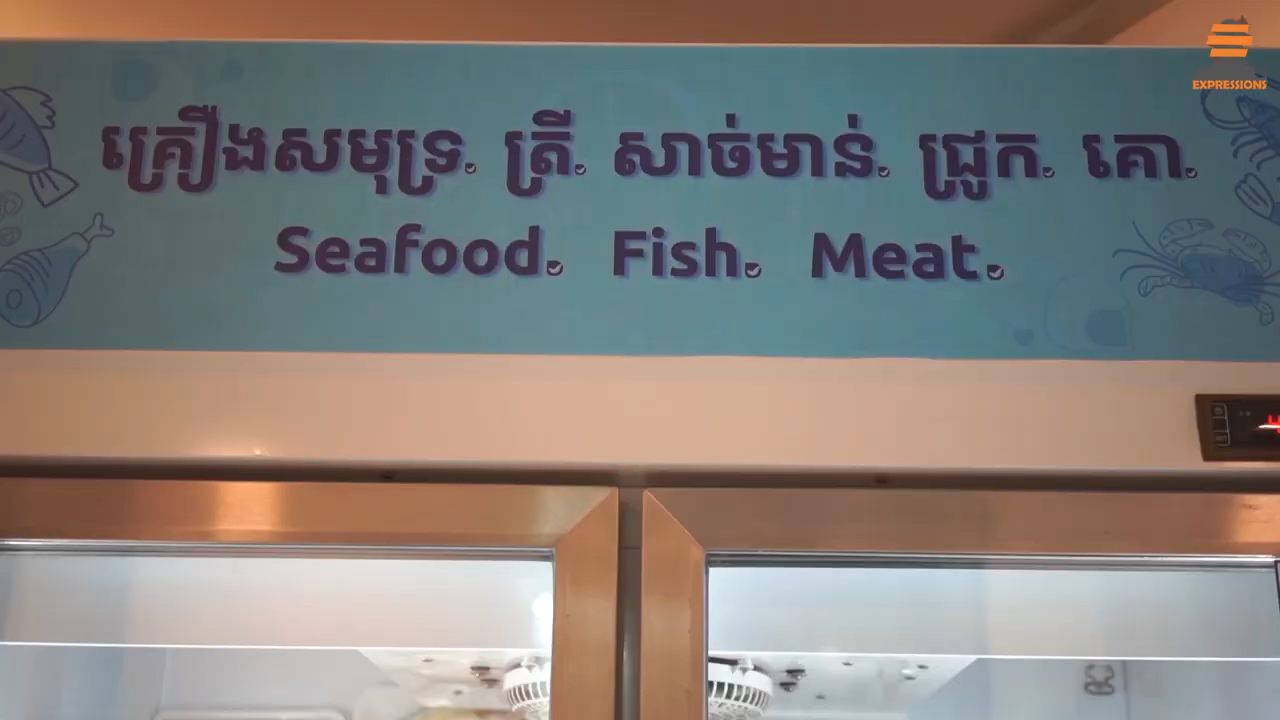 EXPRESSIONS
គ្រឿងសមុទ្រ. ត្រី. សាច់មាន់. ជ្រូក. គោ.
Seafood. Fish. Meat.